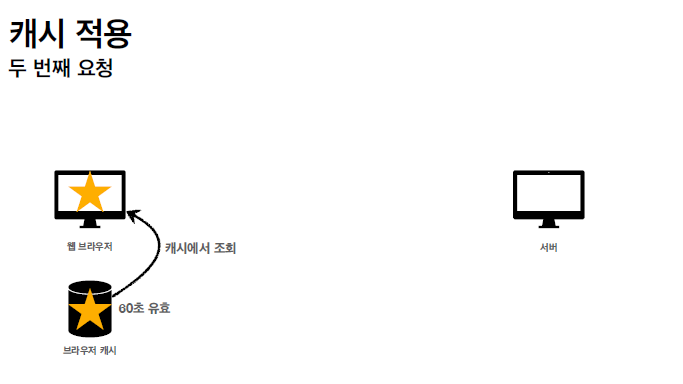 캐시 적용
두 번째 요청
웹 브라우저
캐시에서 조회
서버
60초 유효
브라우저 캐시